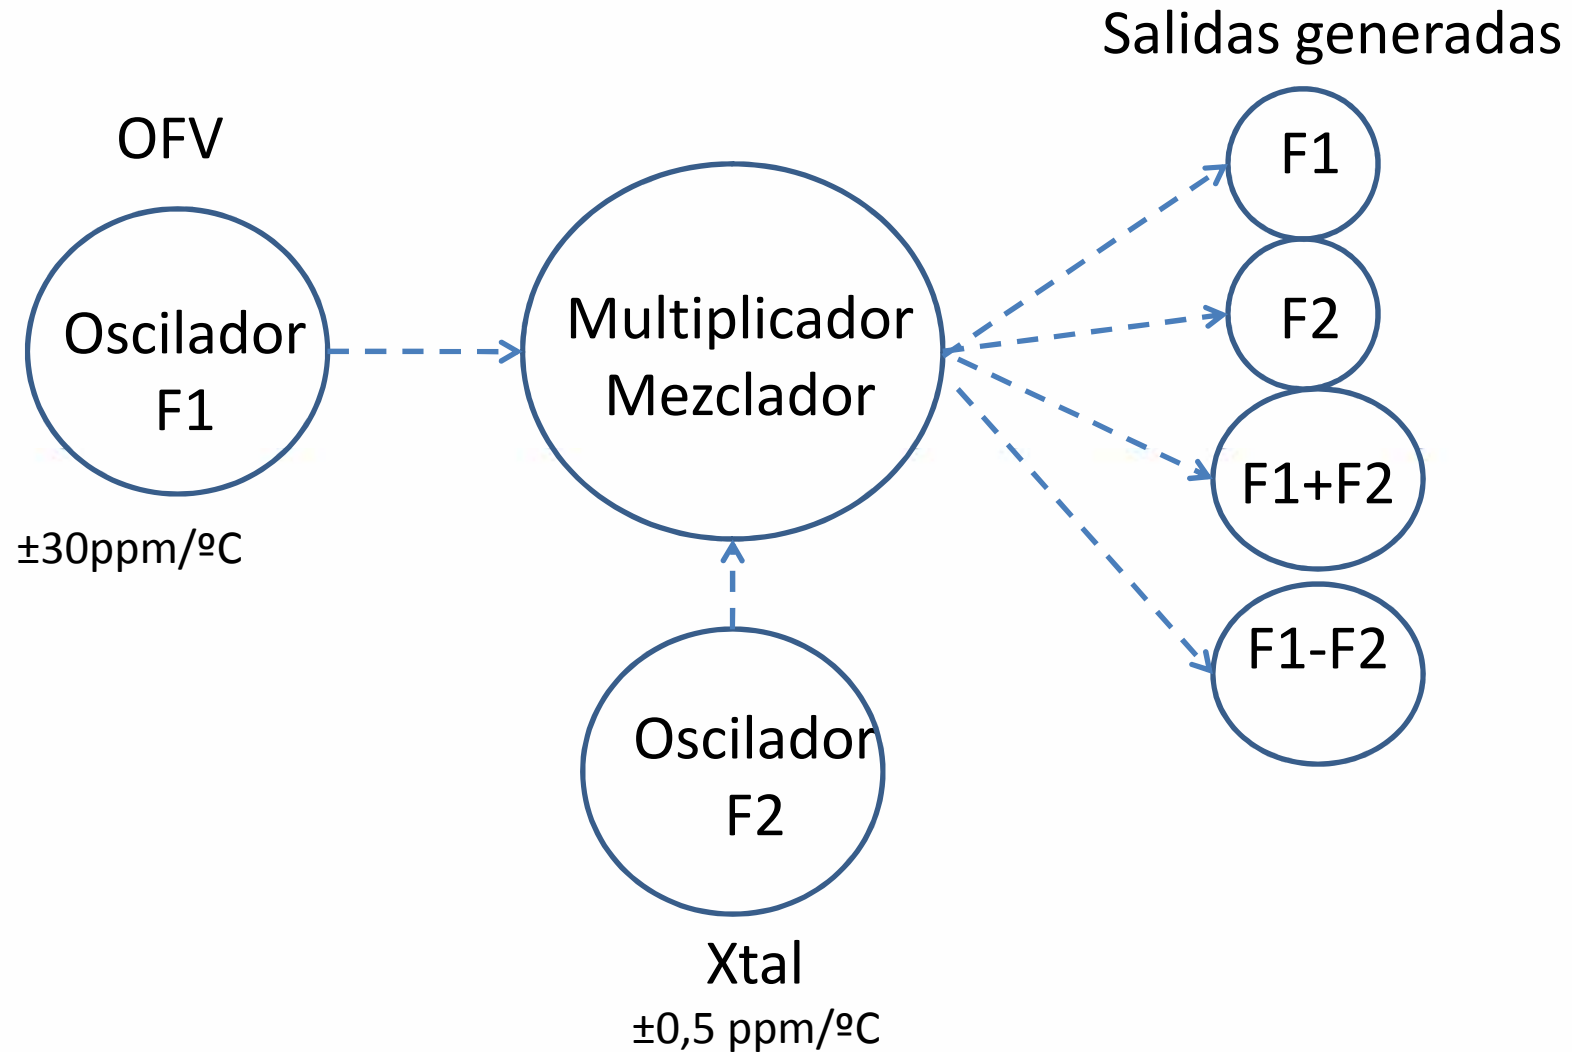 Salidas generadas
OFV
Oscilador
F1
±30ppm/ºC
Multiplicador
Mezclador
Oscilador
F2
Xtal
±0,5 ppm/ºC
F1
F2
F1+F2
F1-F2